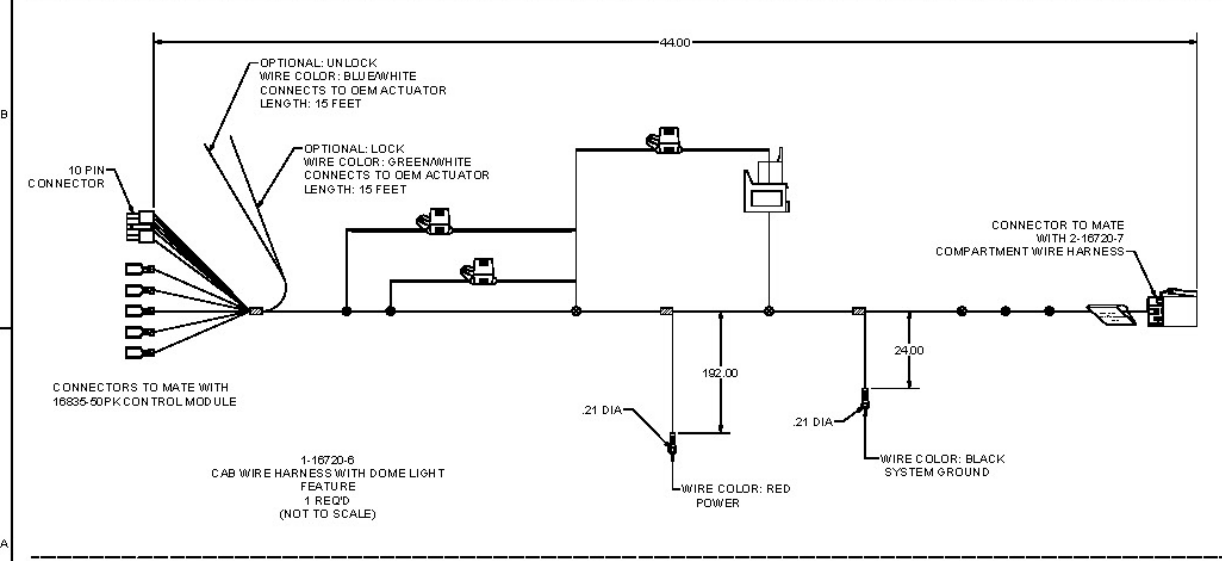 44.00
OPTIONAL: UNLOCK
WIRE COLOR: BLUE/WHITE
CONNECTS TO OEM ACTUATOR
LENGTH: 15 FEET
B
OPTIONAL: LOCK
WIRE COLOR: GREEN/WHITE
CONNECTS TO OEM ACTUATOR
LENGTH: 15 FEET
10 PIN
CONNECTOR
CONNECTOR TO MATE
WITH 2-16720-7
COMPARTMENT WIRE HARNESS
24.00
192.00
CONNECTORS TO MATE WITH
16835-50PK CONTROL MODULE
.21 DIA
.21 DIA
1-16720-6
CAB WIRE HARNESS WITH DOME LIGHT
FEATURE
1 REQ'D
(NOT TO SCALE)
WIRE COLOR: BLACK
SYSTEM GROUND
WIRE COLOR: RED
POWER
A